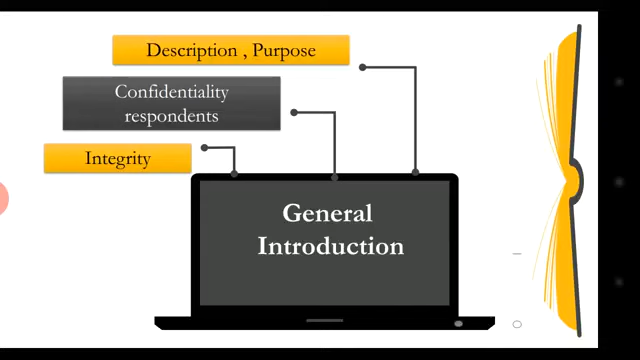 Description , Purpose
Confidentiality
respondents
Integrity
General
Introduction